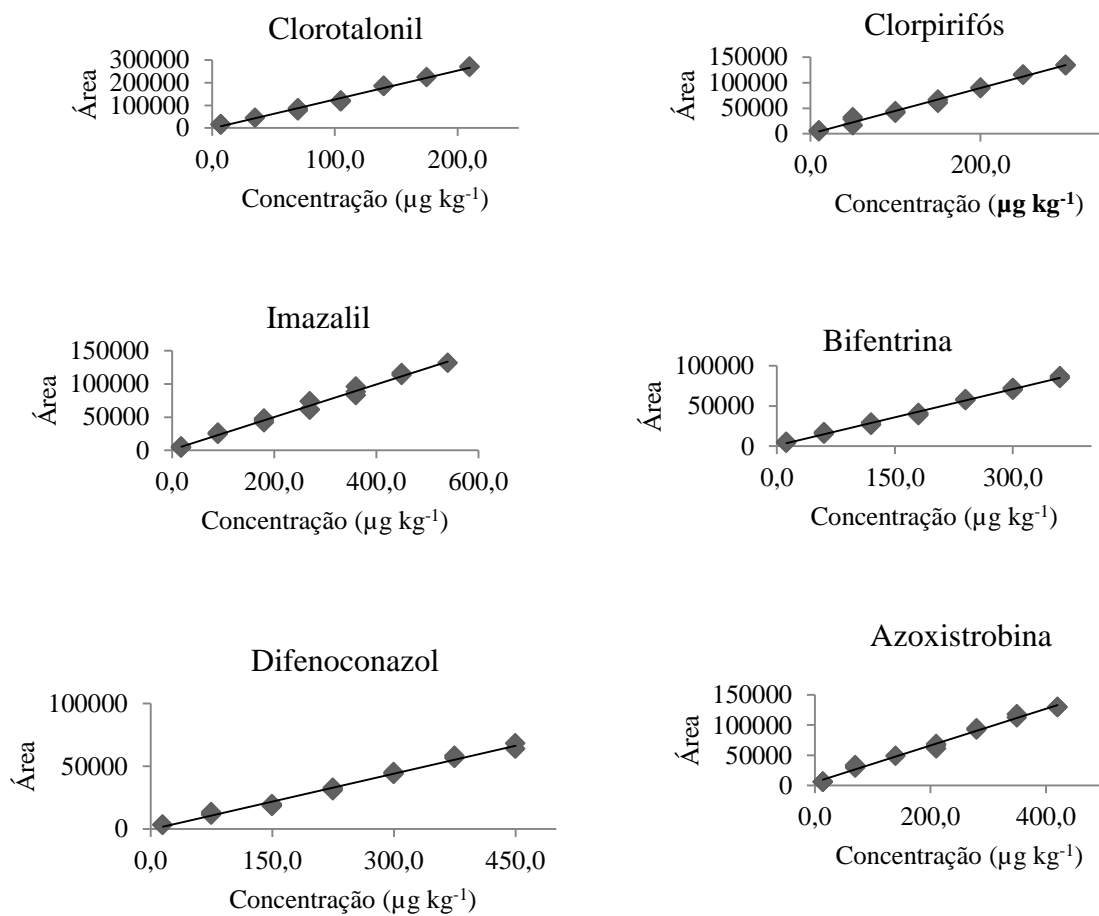 Clorotalonil
300000
200000
100000
0
Área
0,0 100,0 200,0
Concentração (µg kg-1)
Clorpirifós
150000
100000
50000
0
Área
0,0 200,0
Concentração (µg kg-1)
Imazalil
150000
100000
50000
0
Área
0,0 200,0 400,0 600,0
Concentração (µg kg-1)
Bifentrina
100000
50000
0
Área
0,0 150,0 300,0
Concentração (µg kg-1)
Difenoconazol
100000
50000
0
Área
0,0 150,0 300,0 450,0
Concentração (µg kg-1)
Azoxistrobina
150000
100000
50000
0
Área
0,0 200,0 400,0
Concentração (µg kg-1)